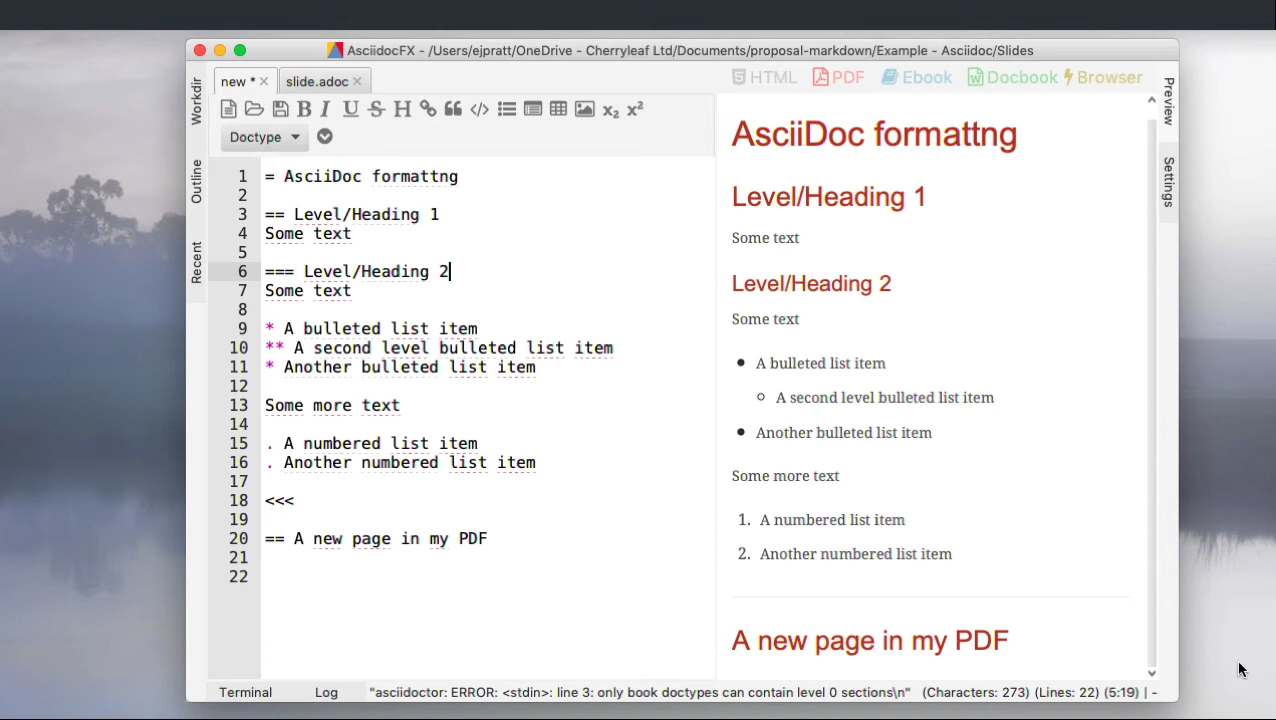 AsciidocFX - /Users/ejpratt/OneDrive - Cherryleaf Ltd/Documents/proposal-markdown/Example - Asciidoc/Slides
new *
slide.adoc
HTML
PDF
Ebook
Docbook
Browser
Workdir
Outline
Recent
Doctype
1 = AsciiDoc formattng
2
3 == Level/Heading 1
4 Some text
5
6 === Level/Heading 2
7 Some text
8
9 * A bulleted list item
10 ** A second level bulleted list item
11 * Another bulleted list item
12
13 Some more text
14
15 . A numbered list item
16 . Another numbered list item
17
18 <<<
19
20 == A new page in my PDF
21
22
AsciiDoc formattng
Level/Heading 1
Some text
Level/Heading 2
Some text
A bulleted list item
A second level bulleted list item
Another bulleted list item
Some more text
1. A numbered list item
2. Another numbered list item
A new page in my PDF
Preview
Settings
Terminal
Log
"asciidoctor: ERROR: <stdin>: line 3: only book doctypes can contain level 0 sections\n"
(Characters: 273) (Lines: 22) (5:19) | -